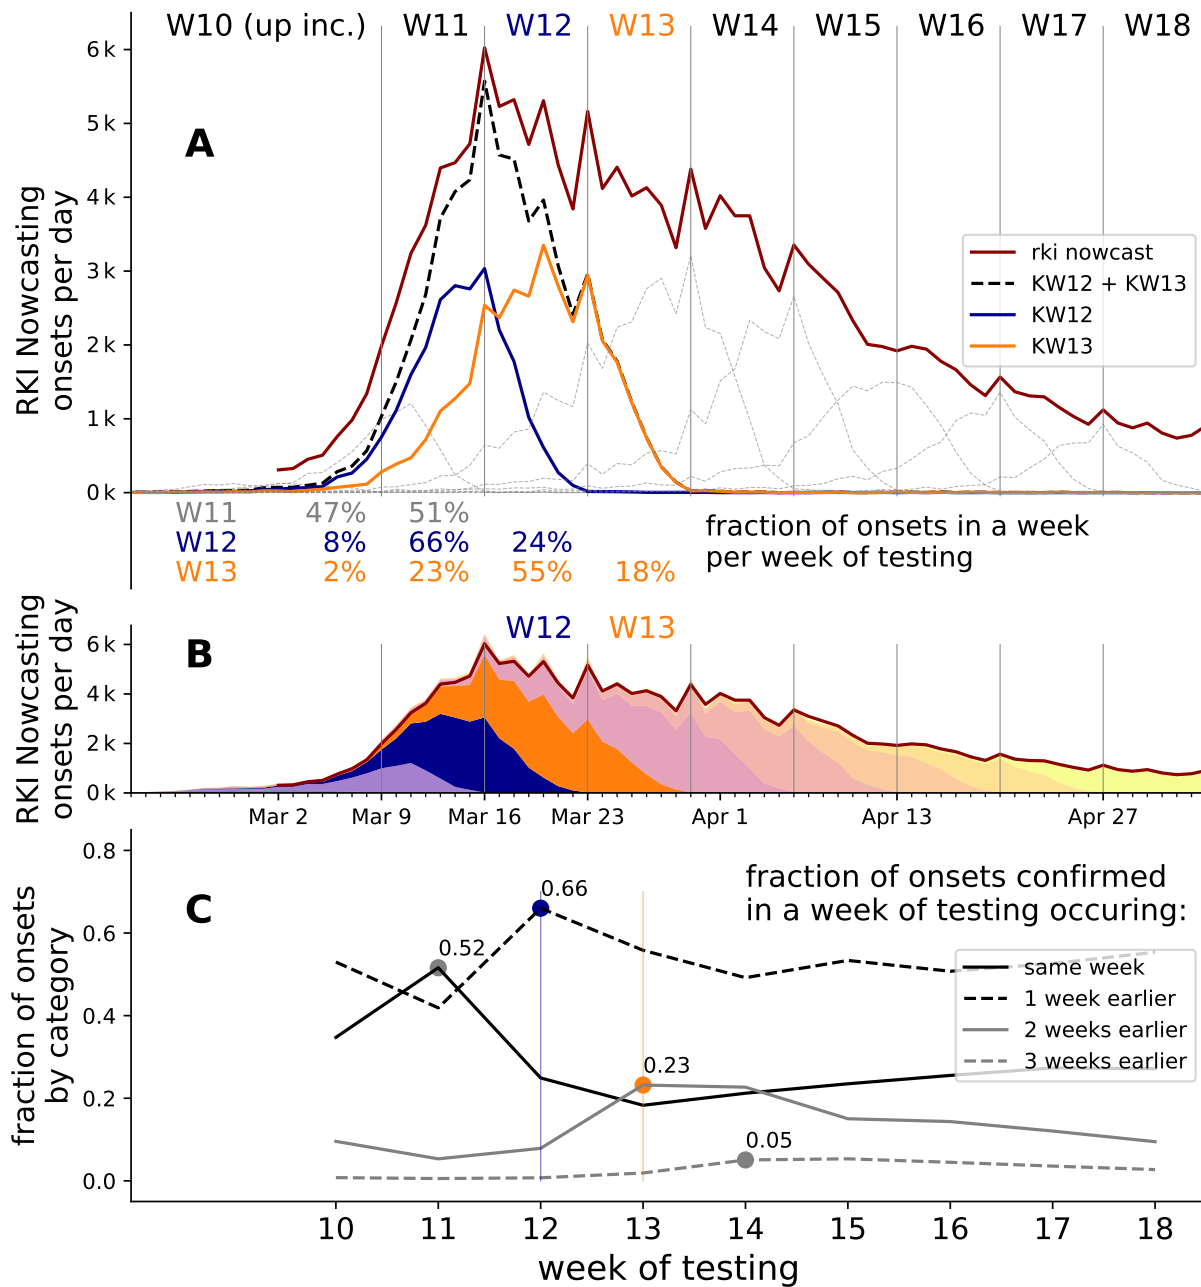 W10 (up inc.) W11 W12 W13 W14 W15 W16 W17 W18
6 k
5 k
4 k
3 k
2 k
1 k
0 k
RKI Nowcasting
onsets per day
A
rki nowcast
KW12 + KW13
KW12
KW13
W11 47% 51%
W12 8% 66% 24%
W13 2% 23% 55% 18%
fraction of onsets in a week
per week of testing
W12 W13
B
RKI Nowcasting
onsets per day
6 k
4 k
2 k
0 k
Mar 2 Mar 9 Mar 16 Mar 23 Apr 1 Apr 13 Apr 27
C
fraction of onsets
by category
0.8
0.6
0.4
0.2
0.0
0.66
0.52
0.23
0.05
fraction of onsets confirmed
in a week of testing occuring:
same week
1 week earlier
2 weeks earlier
3 weeks earlier
10 11 12 13 14 15 16 17 18
week of testing